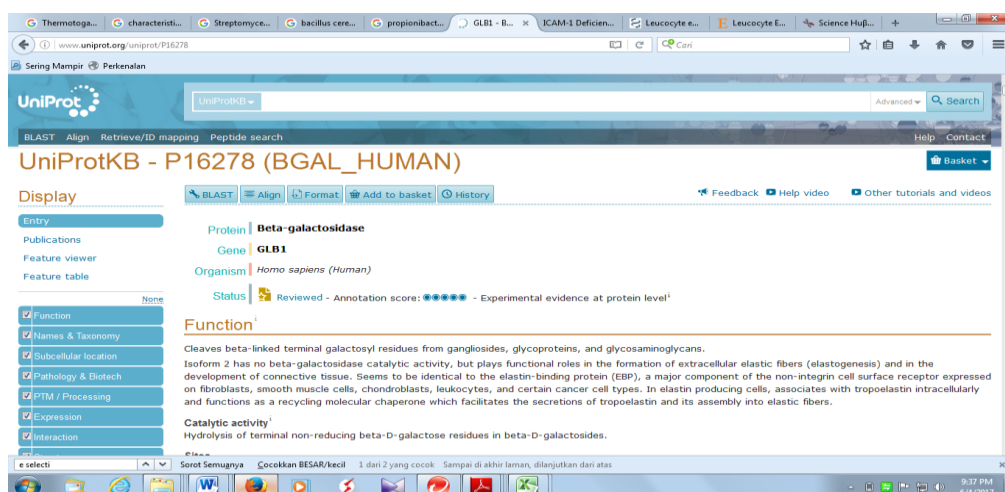 Thermotoga...
characteristi...
Streptomyce...
bacillus cere...
propionibact...
GLB1 - B...
ICAM-1 Deficien...
Leucocyte e...
Leucocyte E...
Science Huβ...
www.uniprot.org/uniprot/P16278
Cari
Sering Mampir Perkenalan
UniProt
UniProtKB
Advanced
Search
BLAST Align Retrieve/ID mapping Peptide search
Help Contact
UniProtKB - P16278 (BGAL_HUMAN)
Basket
Display
BLAST Align Format Add to basket History
Feedback Help video Other tutorials and videos
Entry
Publications
Feature viewer
Feature table
None
Function
Names & Taxonomy
Subcellular location
Pathology & Biotech
PTM / Processing
Expression
Interaction
Protein Beta-galactosidase
Gene GLB1
Organism Homo sapiens (Human)
Status Reviewed - Annotation score: - Experimental evidence at protein level i
Function i
Cleaves beta-linked terminal galactosyl residues from gangliosides, glycoproteins, and glycosaminoglycans.
Isoform 2 has no beta-galactosidase catalytic activity, but plays functional roles in the formation of extracellular elastic fibers (elastogenesis) and in the
development of connective tissue. Seems to be identical to the elastin-binding protein (EBP), a major component of the non-integrin cell surface receptor expressed
on fibroblasts, smooth muscle cells, chondroblasts, leukocytes, and certain cancer cell types. In elastin producing cells, associates with tropoelastin intracellularly
and functions as a recycling molecular chaperone which facilitates the secretions of tropoelastin and its assembly into elastic fibers.
Catalytic activity i
Hydrolysis of terminal non-reducing beta-D-galactose residues in beta-D-galactosides.
e selecti
Sorot Semuanya Cocokkan BESAR/kecil 1 dari 2 yang cocok Sampai di akhir laman, dilanjutkan dari atas
9:37 PM